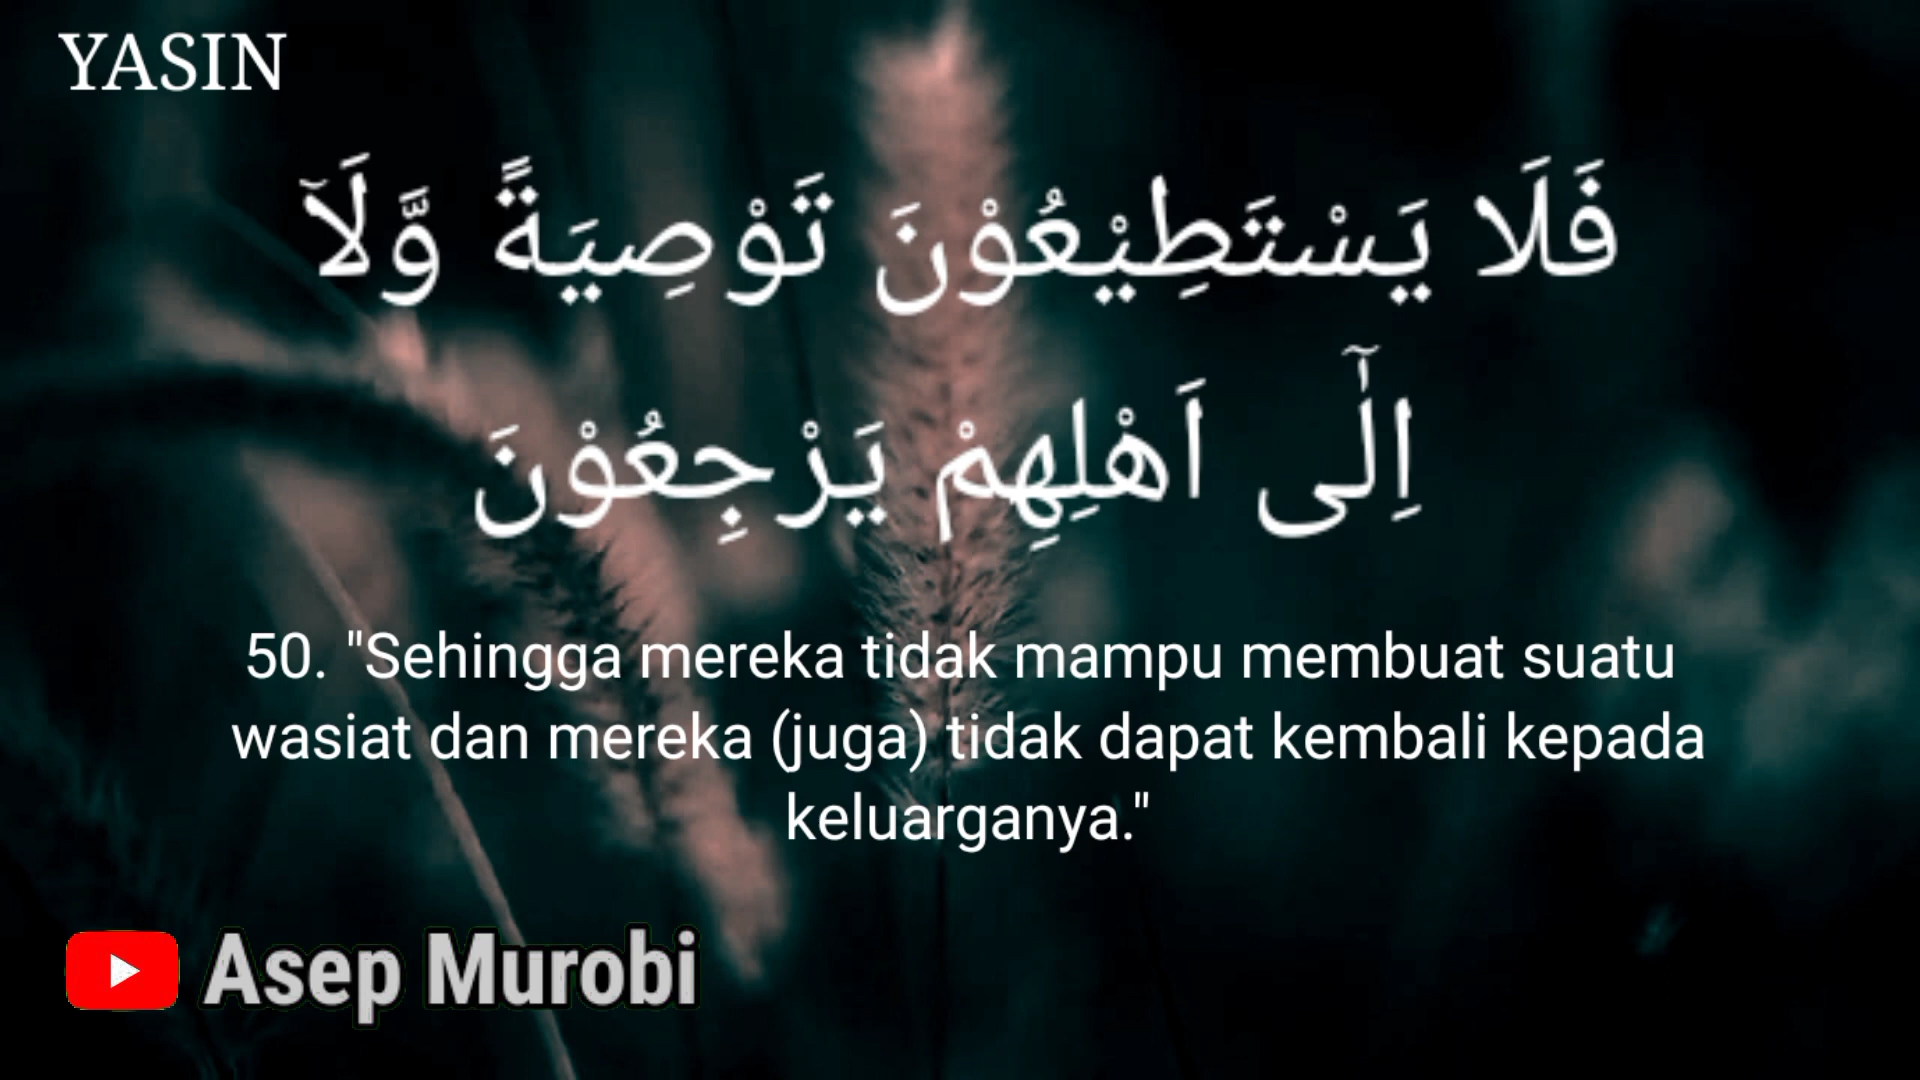 YASIN
فَلَا يَسْتَطِيْعُوْنَ تَوْصِيَةً وَّلَآ
اِلٰٓى اَهْلِهِمْ يَرْجِعُوْنَ
50. "Sehingga mereka tidak mampu membuat suatu
wasiat dan mereka (juga) tidak dapat kembali kepada
keluarganya."
Asep Murobi